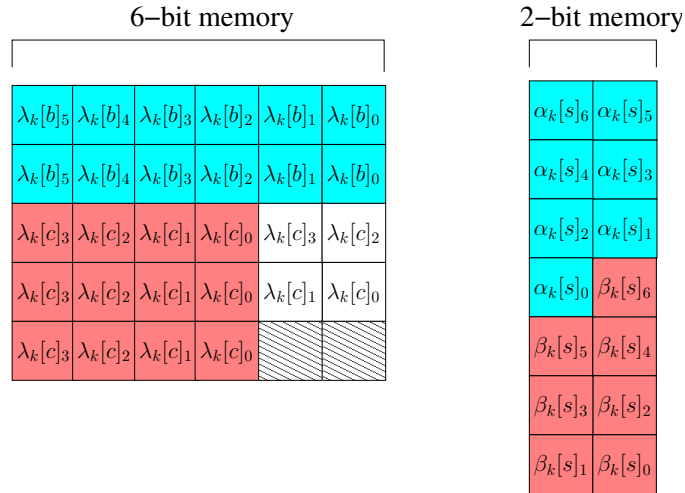 6−bit memory
2−bit memory
λₖ[b]₅ λₖ[b]₄ λₖ[b]₃ λₖ[b]₂ λₖ[b]₁ λₖ[b]₀
λₖ[b]₅ λₖ[b]₄ λₖ[b]₃ λₖ[b]₂ λₖ[b]₁ λₖ[b]₀
λₖ[c]₃ λₖ[c]₂ λₖ[c]₁ λₖ[c]₀ λₖ[c]₃ λₖ[c]₂
λₖ[c]₃ λₖ[c]₂ λₖ[c]₁ λₖ[c]₀ λₖ[c]₁ λₖ[c]₀
λₖ[c]₃ λₖ[c]₂ λₖ[c]₁ λₖ[c]₀
αₖ[s]₆ αₖ[s]₅
αₖ[s]₄ αₖ[s]₃
αₖ[s]₂ αₖ[s]₁
αₖ[s]₀ βₖ[s]₆
βₖ[s]₅ βₖ[s]₄
βₖ[s]₃ βₖ[s]₂
βₖ[s]₁ βₖ[s]₀